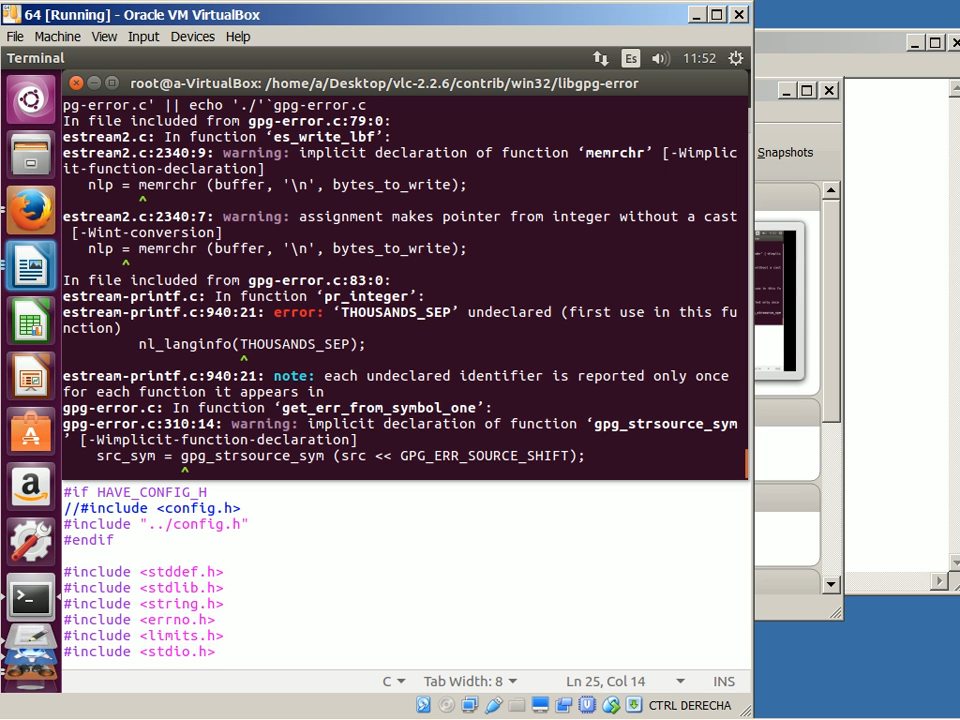 64 [Running] - Oracle VM VirtualBox
File Machine View Input Devices Help
Terminal Es 11:52
root@a-VirtualBox: /home/a/Desktop/vlc-2.2.6/contrib/win32/libgpg-error
pg-error.c' || echo './'`gpg-error.c
In file included from gpg-error.c:79:0:
estream2.c: In function ‘es_write_lbf’:
estream2.c:2340:9: warning: implicit declaration of function ‘memrchr’ [-Wimplic
it-function-declaration]
nlp = memrchr (buffer, '\n', bytes_to_write);
^
estream2.c:2340:7: warning: assignment makes pointer from integer without a cast
[-Wint-conversion]
nlp = memrchr (buffer, '\n', bytes_to_write);
^
In file included from gpg-error.c:83:0:
estream-printf.c: In function ‘pr_integer’:
estream-printf.c:940:21: error: ‘THOUSANDS_SEP’ undeclared (first use in this fu
nction)
nl_langinfo(THOUSANDS_SEP);
^
estream-printf.c:940:21: note: each undeclared identifier is reported only once
for each function it appears in
gpg-error.c: In function ‘get_err_from_symbol_one’:
gpg-error.c:310:14: warning: implicit declaration of function ‘gpg_strsource_sym
’ [-Wimplicit-function-declaration]
src_sym = gpg_strsource_sym (src << GPG_ERR_SOURCE_SHIFT);
^
#if HAVE_CONFIG_H
//#include <config.h>
#include "../config.h"
#endif
#include <stddef.h>
#include <stdlib.h>
#include <string.h>
#include <errno.h>
#include <limits.h>
#include <stdio.h>
C Tab Width: 8 Ln 25, Col 14 INS
CTRL DERECHA
Snapshots